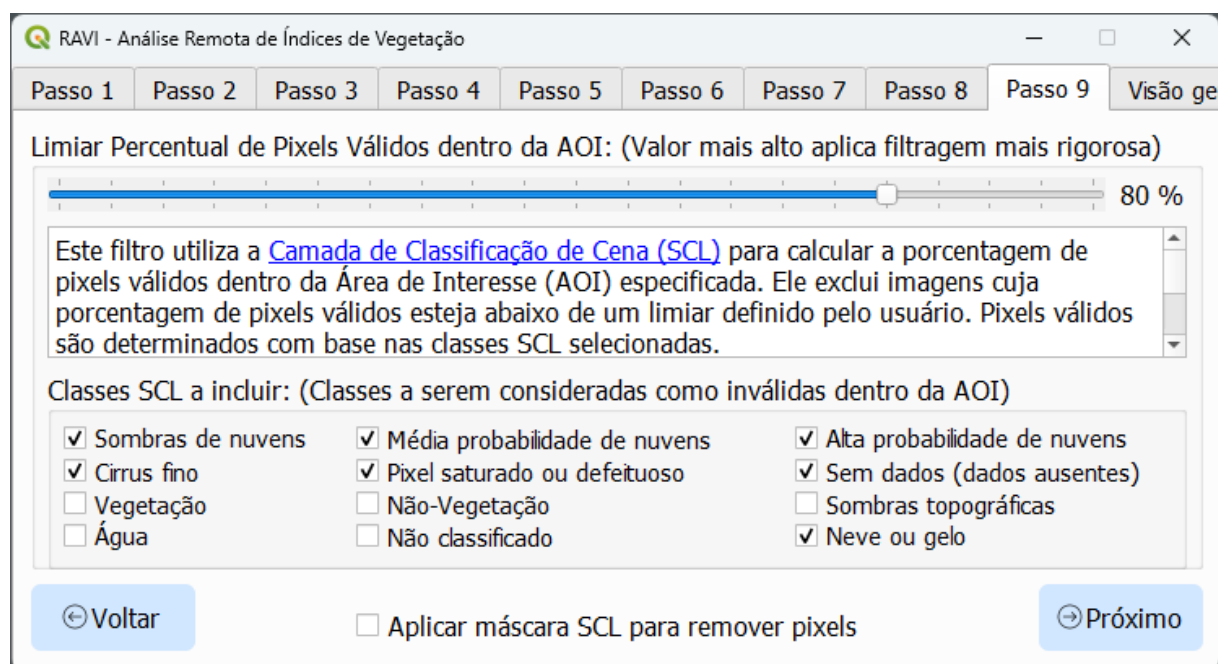 RAVI - Análise Remota de Índices de Vegetação
Passo 1 Passo 2 Passo 3 Passo 4 Passo 5 Passo 6 Passo 7 Passo 8 Passo 9 Visão ge
Limiar Percentual de Pixels Válidos dentro da AOI: (Valor mais alto aplica filtragem mais rigorosa)
80 %
Este filtro utiliza a Camada de Classificação de Cena (SCL) para calcular a porcentagem de
pixels válidos dentro da Área de Interesse (AOI) especificada. Ele exclui imagens cuja
porcentagem de pixels válidos esteja abaixo de um limiar definido pelo usuário. Pixels válidos
são determinados com base nas classes SCL selecionadas.
Classes SCL a incluir: (Classes a serem consideradas como inválidas dentro da AOI)
Sombras de nuvens Média probabilidade de nuvens Alta probabilidade de nuvens
Cirrus fino Pixel saturado ou defeituoso Sem dados (dados ausentes)
Vegetação Não-Vegetação Sombras topográficas
Água Não classificado Neve ou gelo
Voltar Aplicar máscara SCL para remover pixels Próximo